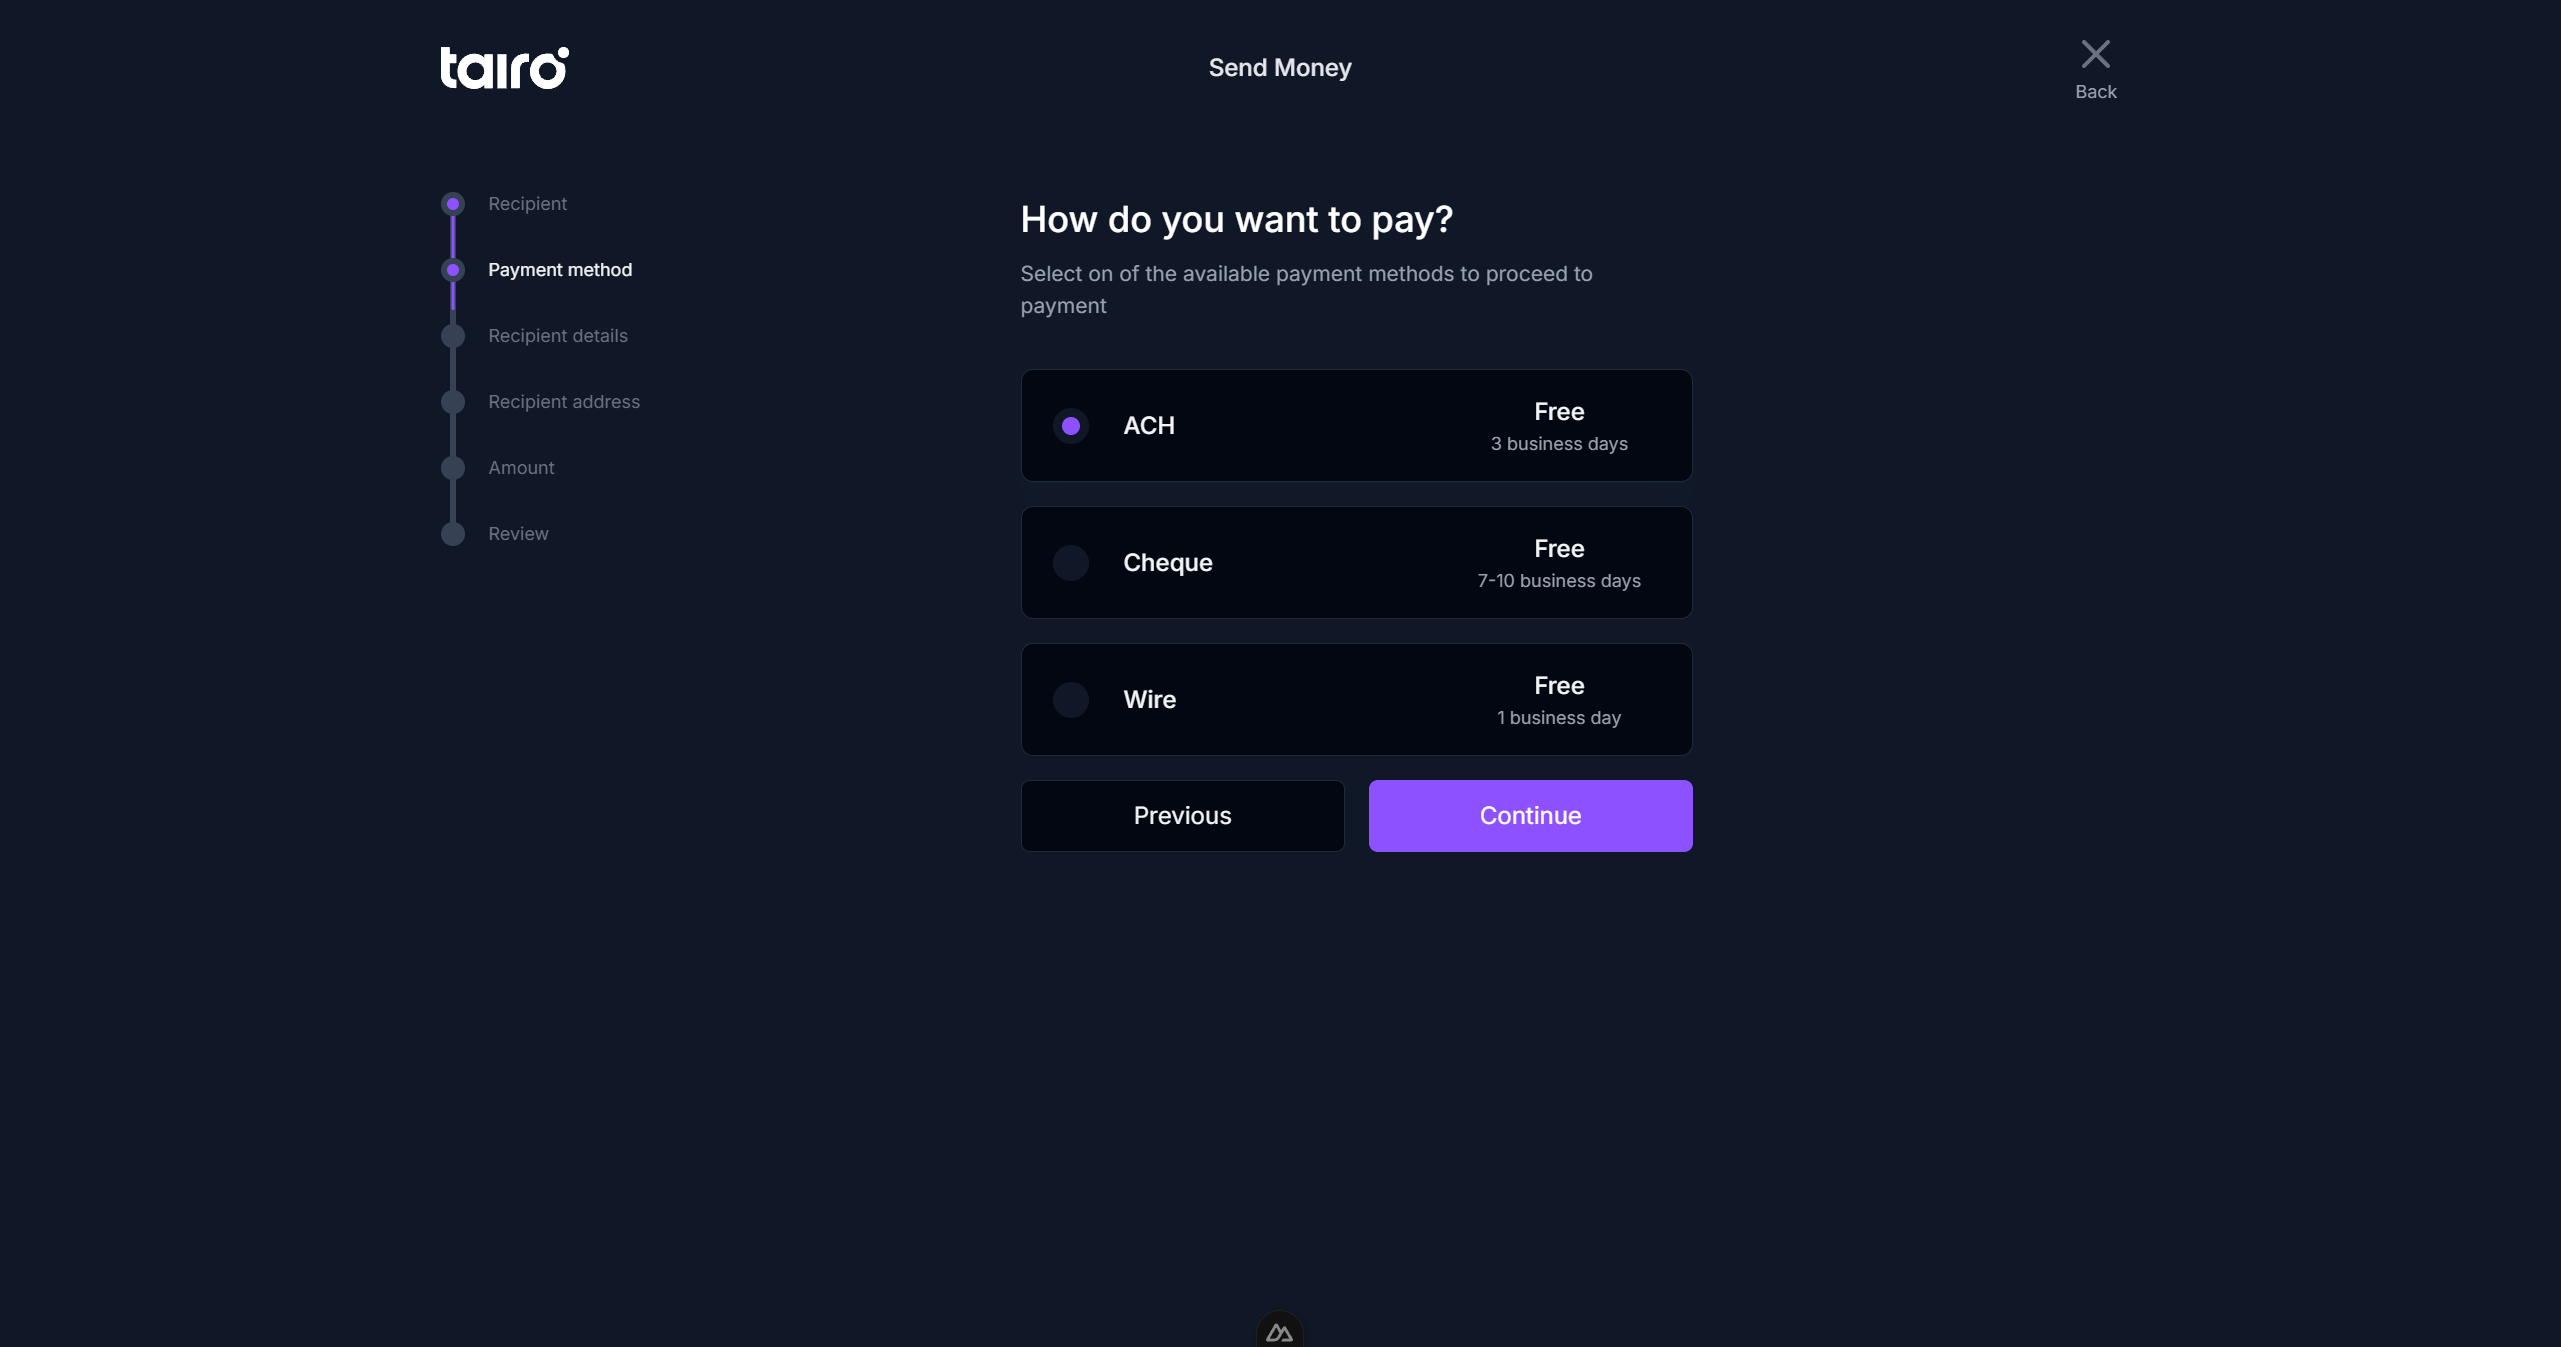 tairo
Send Money
Back
Recipient
Payment method
Recipient details
Recipient address
Amount
Review
How do you want to pay?
Select on of the available payment methods to proceed to
payment
ACH
Free
3 business days
Cheque
Free
7-10 business days
Wire
Free
1 business day
Previous
Continue